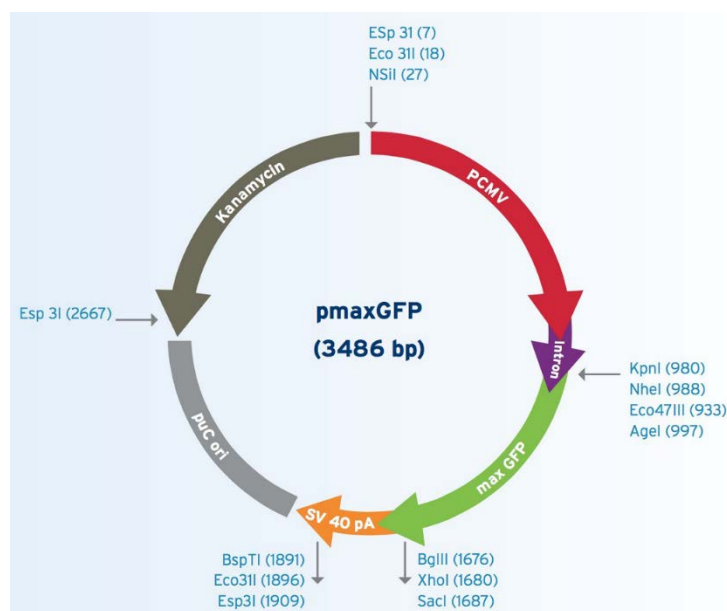 ESp 31 (7)
Eco 31I (18)
NSiI (27)
Kanamycin
PCMV
Esp 3I (2667)
pmaxGFP
(3486 bp)
Intron
KpnI (980)
NheI (988)
Eco47III (933)
AgeI (997)
puC ori
max GFP
SV 40 pA
BspTI (1891)
Eco31I (1896)
Esp3I (1909)
BglII (1676)
XhoI (1680)
SacI (1687)